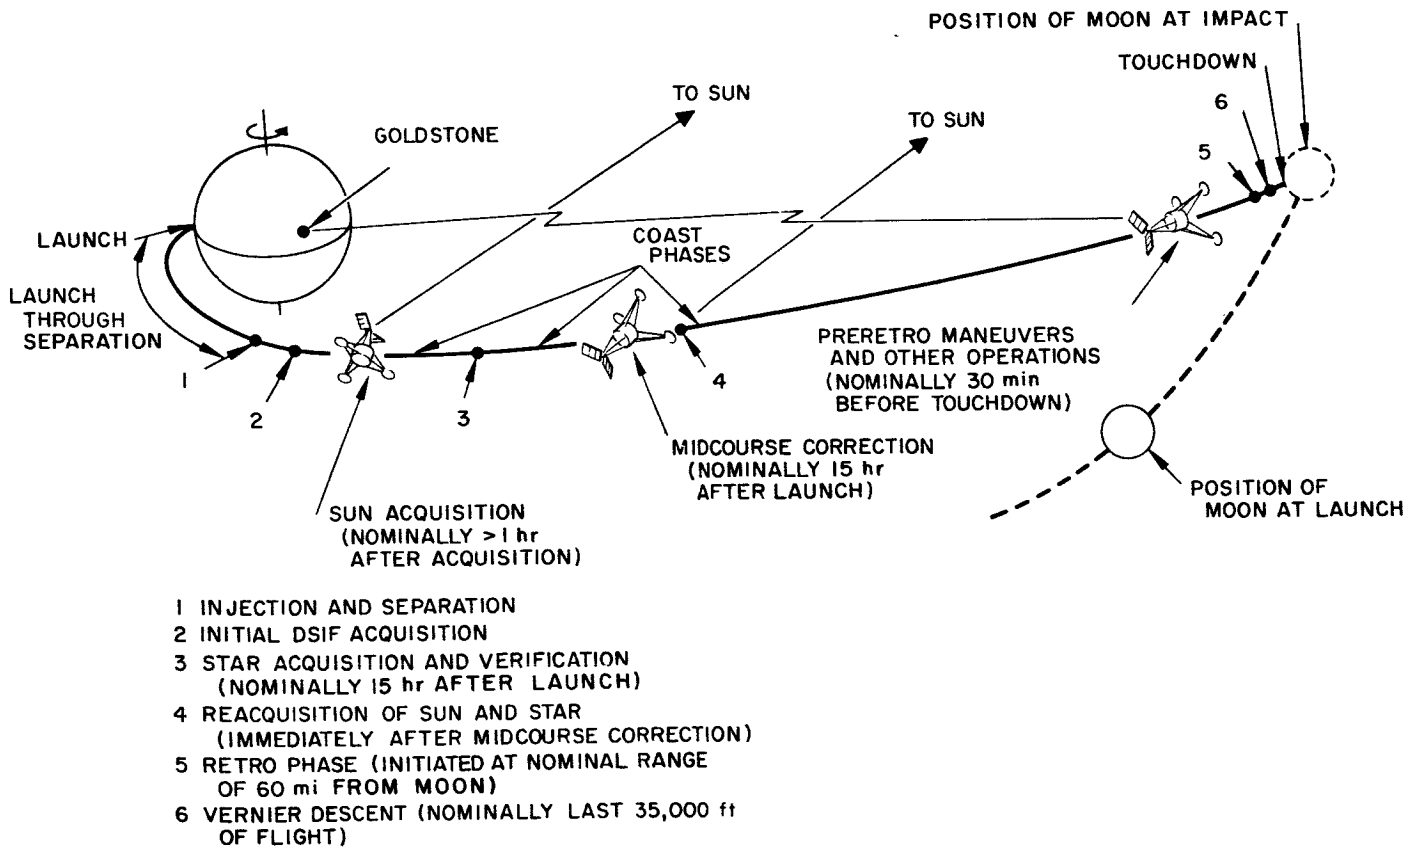 POSITION OF MOON AT IMPACT
TOUCHDOWN
TO SUN
TO SUN
6
5
GOLDSTONE
LAUNCH
COAST
PHASES
LAUNCH
THROUGH
SEPARATION
PRERETRO MANEUVERS
AND OTHER OPERATIONS
(NOMINALLY 30 min
BEFORE TOUCHDOWN)
1
2
3
4
MIDCOURSE CORRECTION
(NOMINALLY 15 hr
AFTER LAUNCH)
POSITION OF
MOON AT LAUNCH
SUN ACQUISITION
(NOMINALLY >1 hr
AFTER ACQUISITION)
1 INJECTION AND SEPARATION
2 INITIAL DSIF ACQUISITION
3 STAR ACQUISITION AND VERIFICATION
(NOMINALLY 15 hr AFTER LAUNCH)
4 REACQUISITION OF SUN AND STAR
(IMMEDIATELY AFTER MIDCOURSE CORRECTION)
5 RETRO PHASE (INITIATED AT NOMINAL RANGE
OF 60 mi FROM MOON)
6 VERNIER DESCENT (NOMINALLY LAST 35,000 ft
OF FLIGHT)